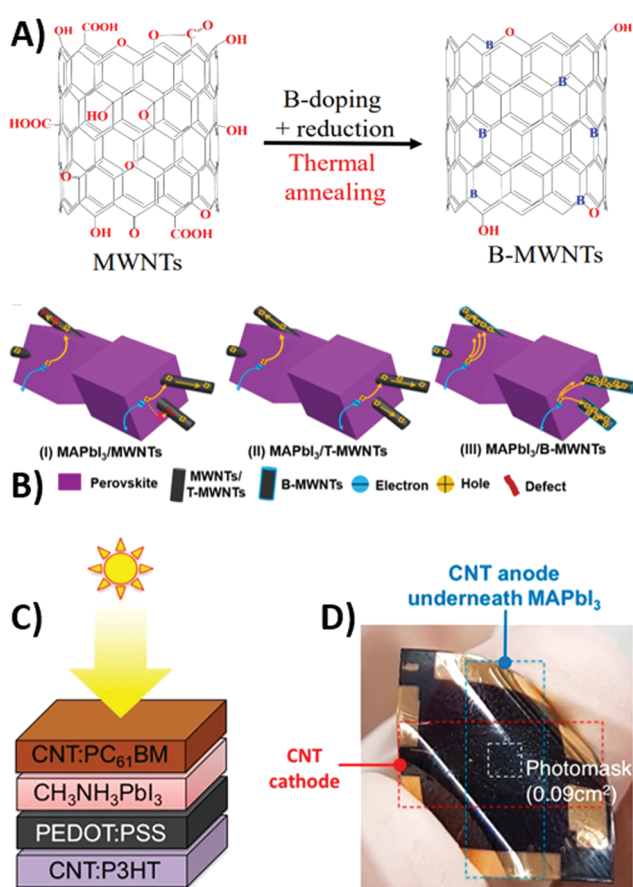 A)
OH
COOH
O
O
C
O
OH
HOOC
HO
O
OH
O
O
O
OH
O
COOH
MWNTs
B-doping
+ reduction
Thermal
annealing
O
OH
B
B
B
B
B
B
O
OH
B-MWNTs
(I) MAPbI₃/MWNTs
(II) MAPbI₃/T-MWNTs
(III) MAPbI₃/B-MWNTs
B)
Perovskite
MWNTs/
T-MWNTs
B-MWNTs
Electron
Hole
Defect
C)
CNT:PC₆₁BM
CH₃NH₃PbI₃
PEDOT:PSS
CNT:P3HT
CNT anode
underneath MAPbI₃
D)
CNT
cathode
Photomask
(0.09cm²)